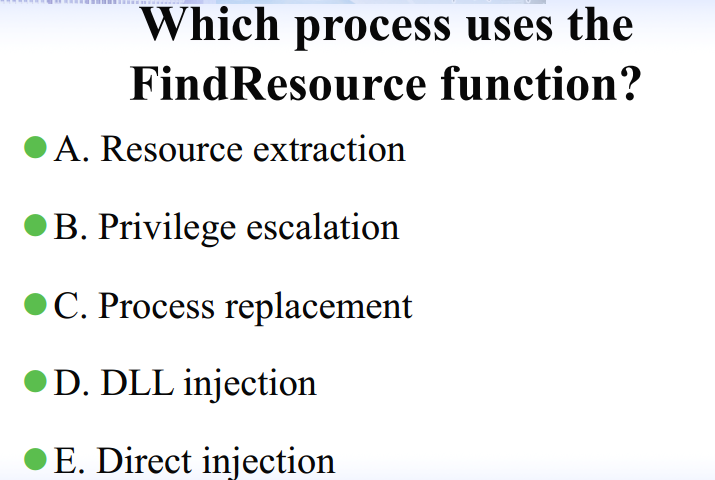 Which process uses the
FindResource function?
A. Resource extraction
B. Privilege escalation
C. Process replacement
D. DLL injection
E. Direct injection